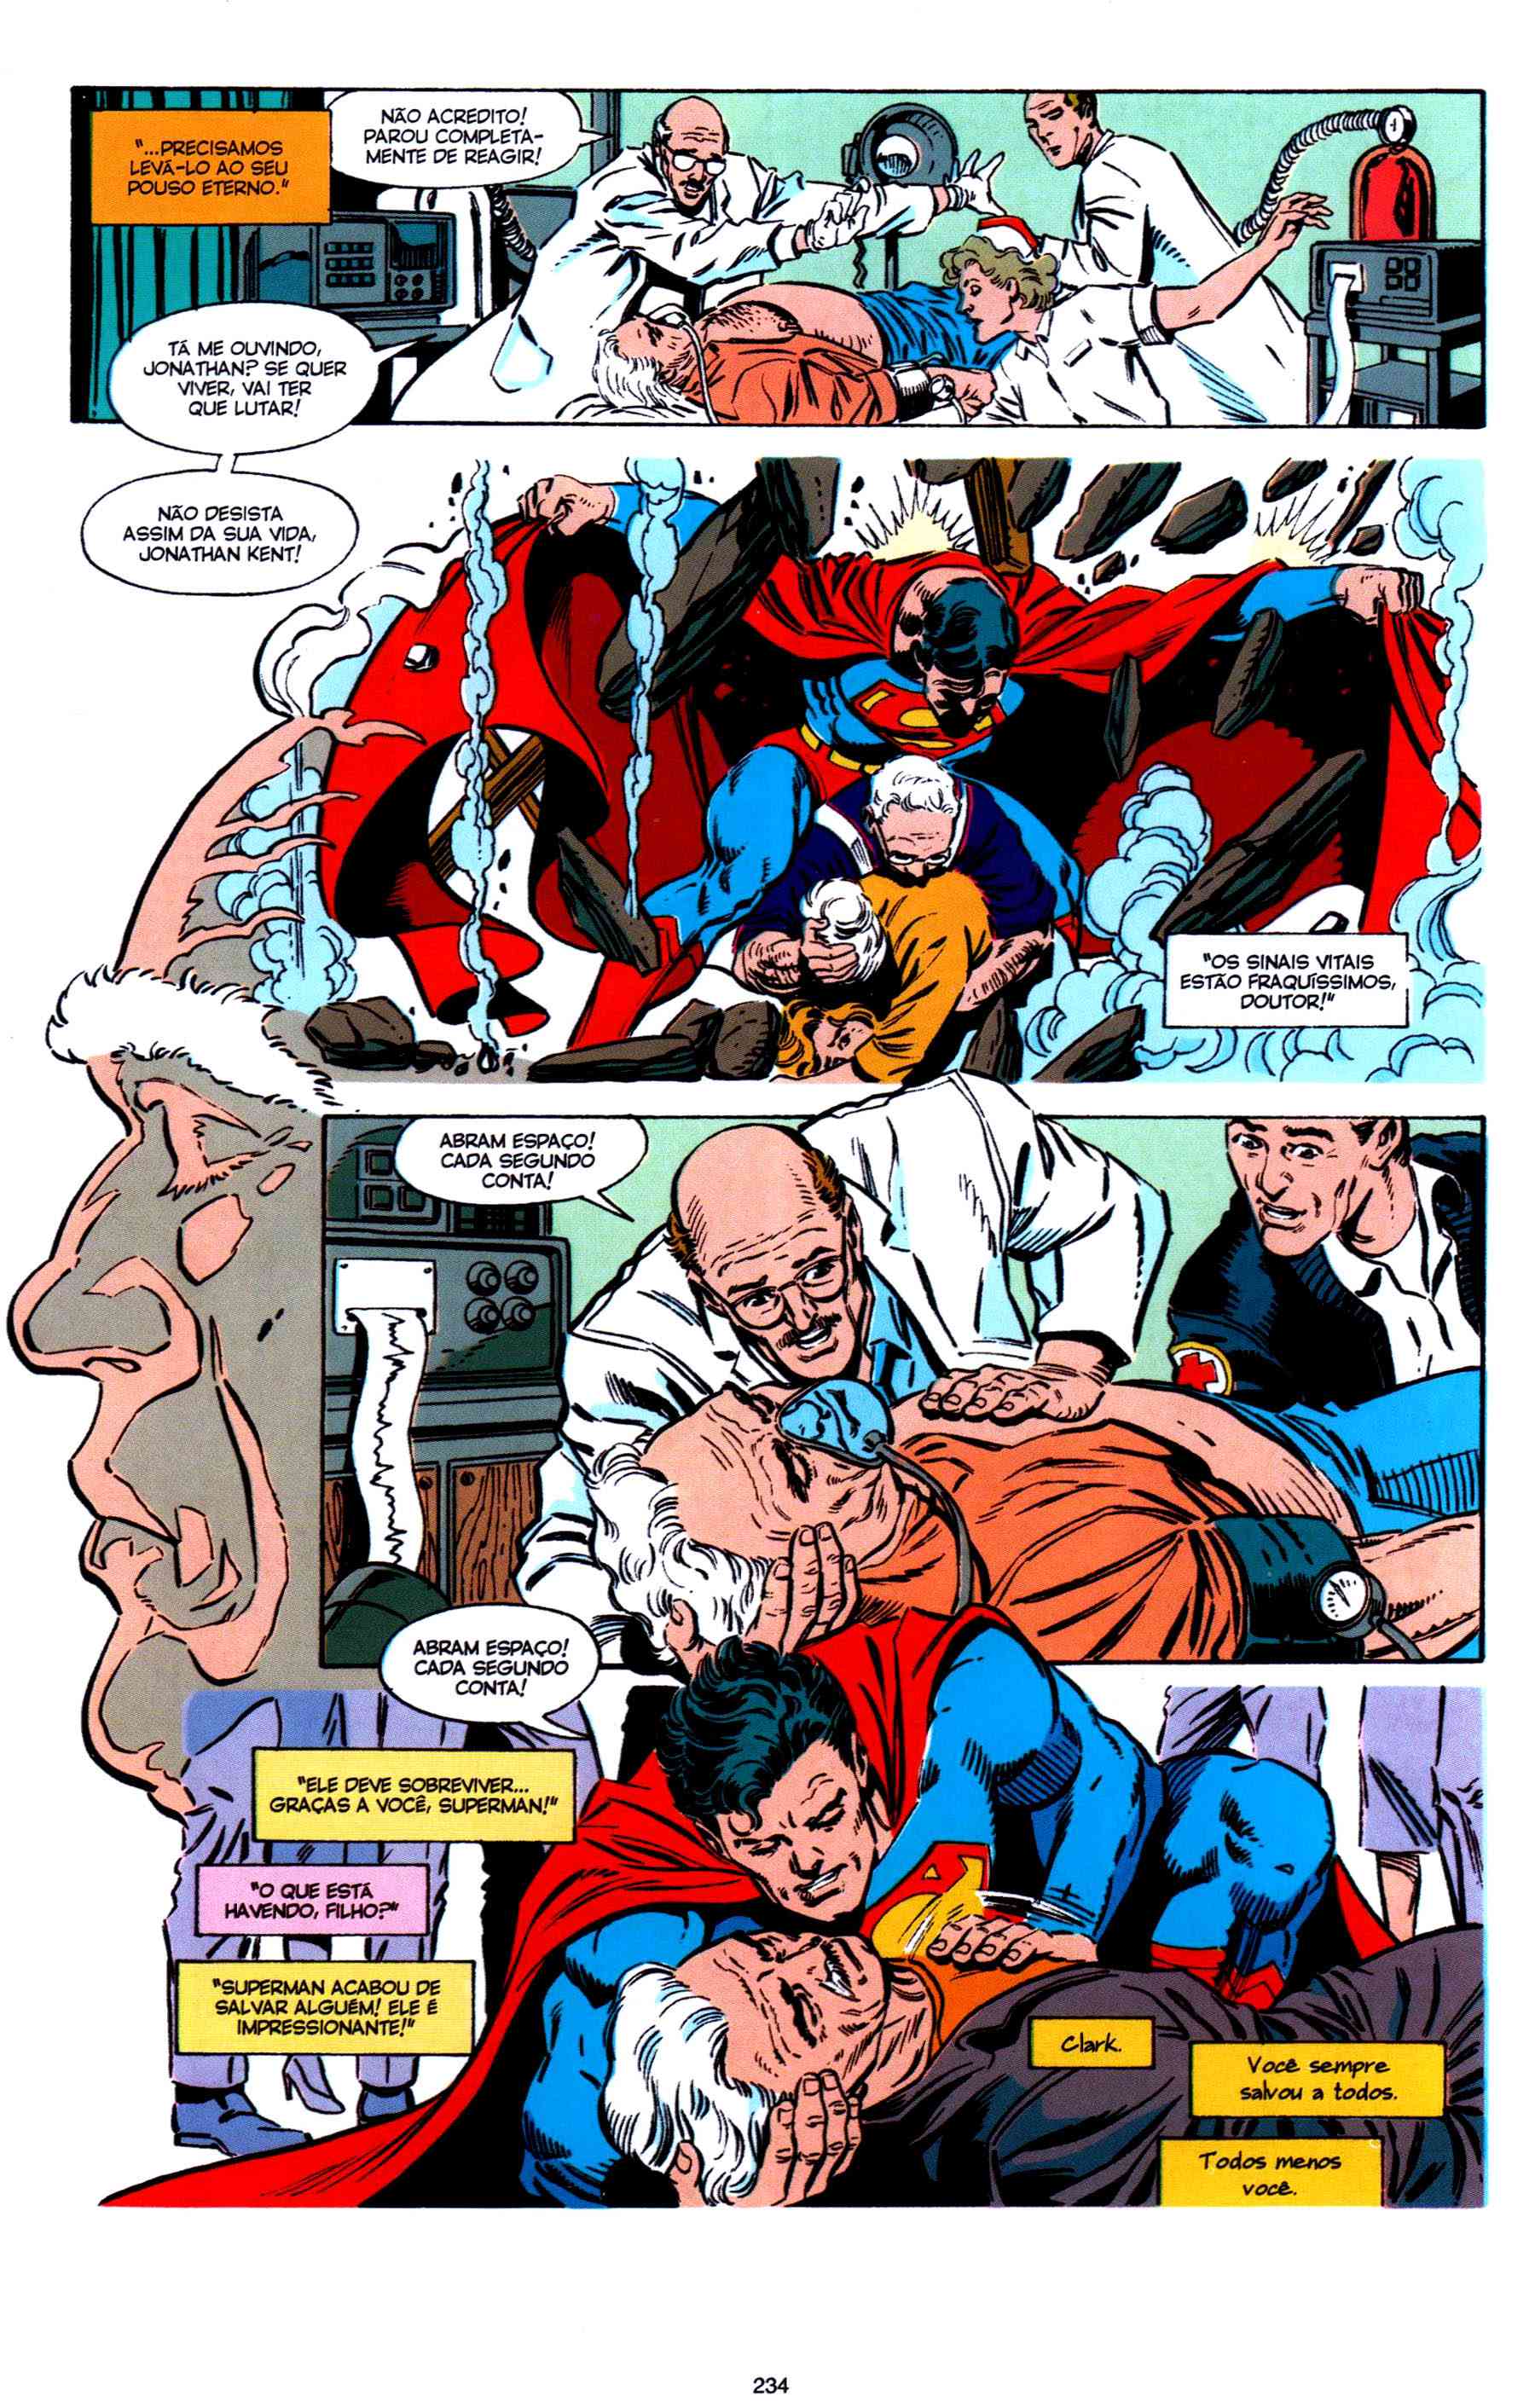 "...PRECISAMOS
LEVÁ-LO AO SEU
POUSO ETERNO."
NÃO ACREDITO!
PAROU COMPLETA-
MENTE DE REAGIR!
TÁ ME OUVINDO,
JONATHAN? SE QUER
VIVER, VAI TER
QUE LUTAR!
NÃO DESISTA
ASSIM DA SUA VIDA,
JONATHAN KENT!
"OS SINAIS VITAIS
ESTÃO FRAQUÍSSIMOS,
DOUTOR!"
ABRAM ESPAÇO!
CADA SEGUNDO
CONTA!
ABRAM ESPAÇO!
CADA SEGUNDO
CONTA!
"ELE DEVE SOBREVIVER...
GRAÇAS A VOCÊ, SUPERMAN!"
"O QUE ESTÁ
HAVENDO, FILHO?"
"SUPERMAN ACABOU DE
SALVAR ALGUÉM! ELE É
IMPRESSIONANTE!"
Clark.
Você sempre
salvou a todos.
Todos menos
você.
234